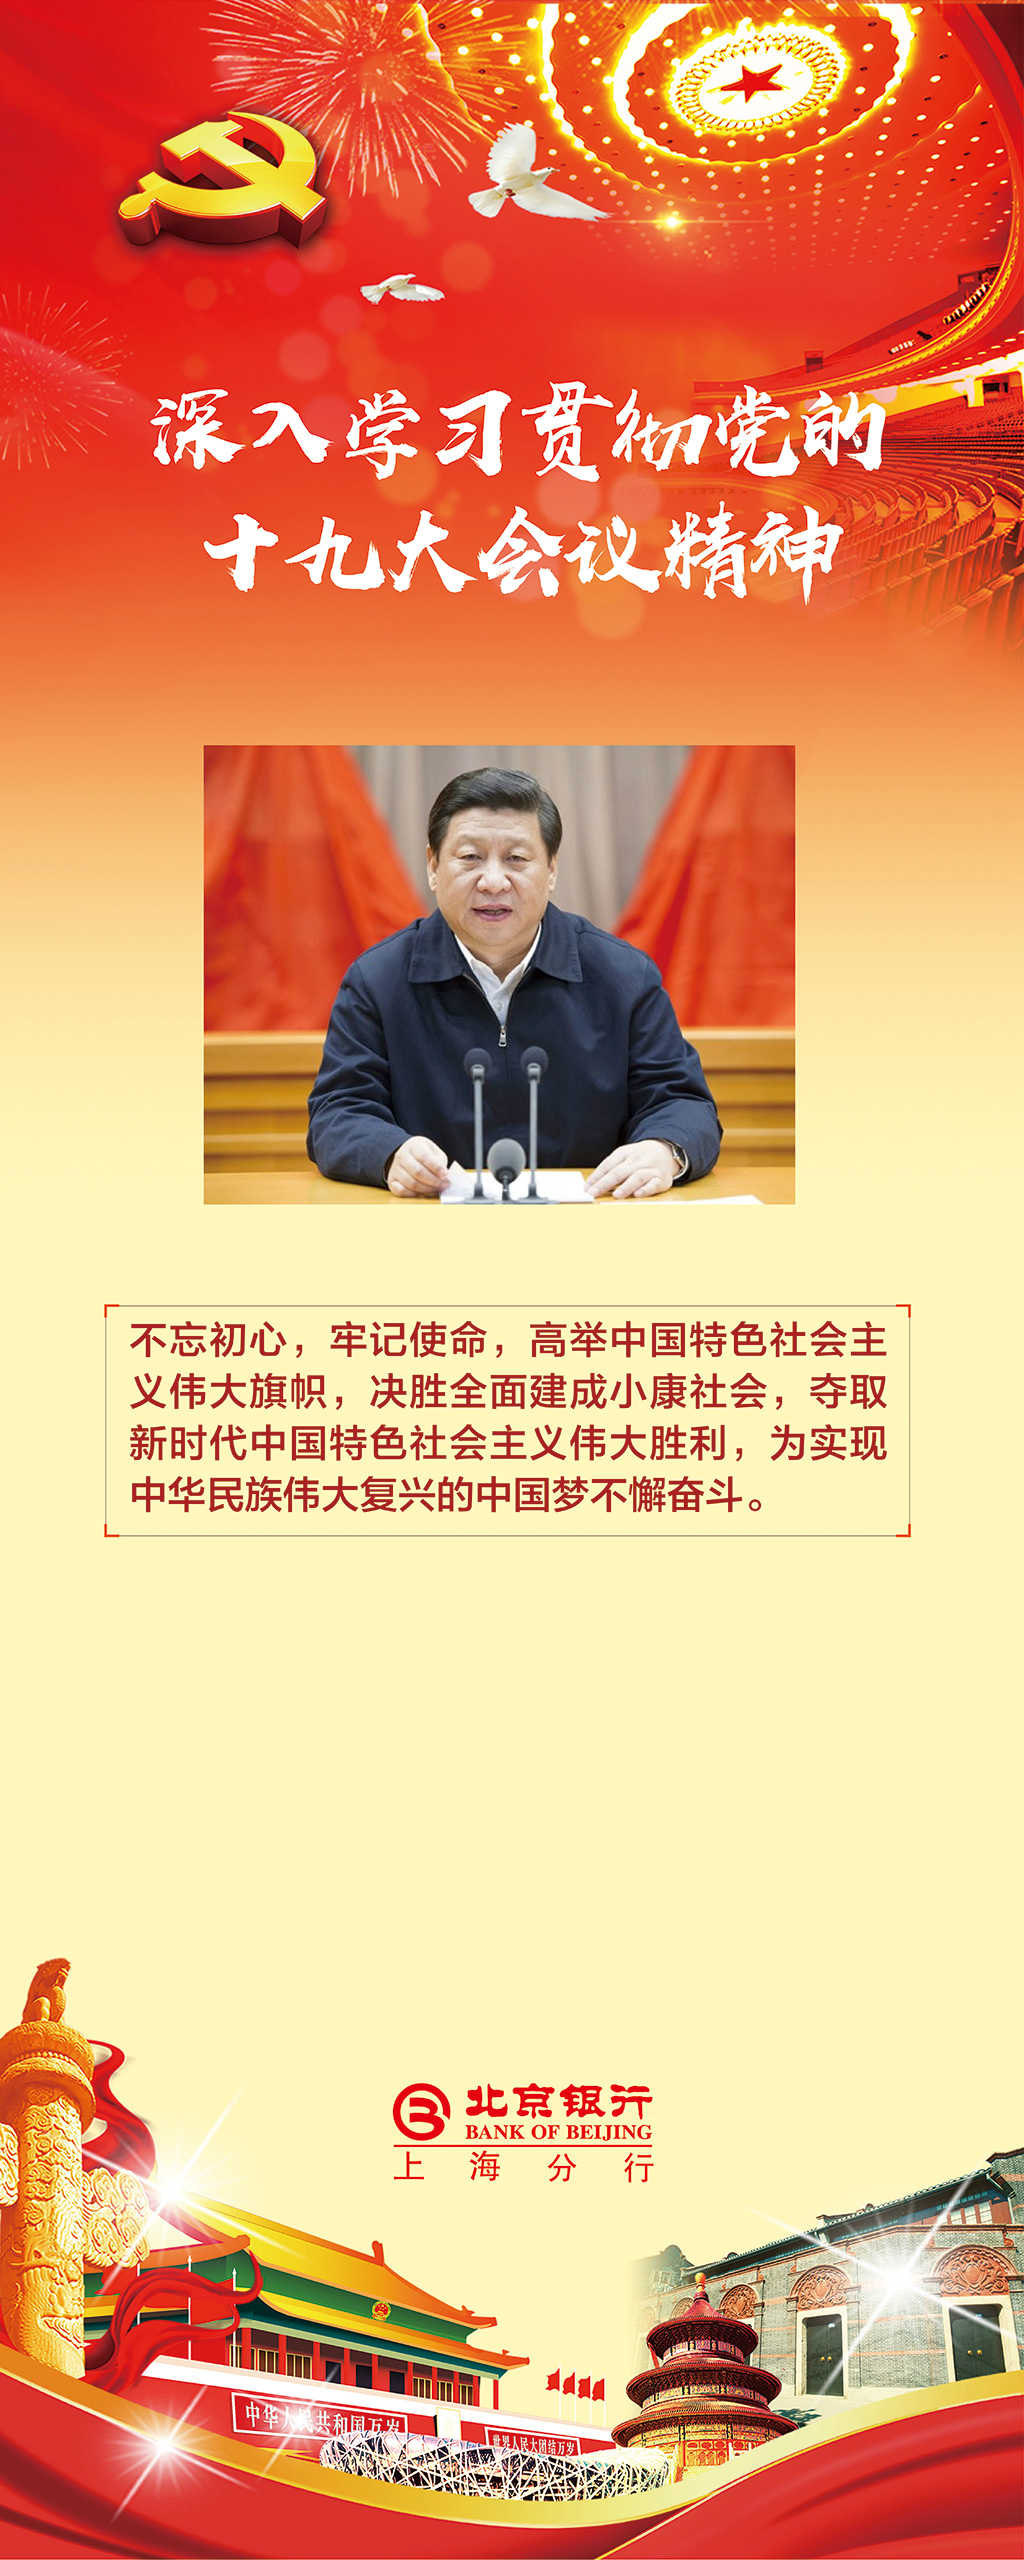 深入学习贯彻党的
十九大会议精神
不忘初心，牢记使命，高举中国特色社会主
义伟大旗帜，决胜全面建成小康社会，夺取
新时代中国特色社会主义伟大胜利，为实现
中华民族伟大复兴的中国梦不懈奋斗。
北京银行
BANK OF BEIJING
上海分行
中华人民共和国万岁
世界人民大团结万岁